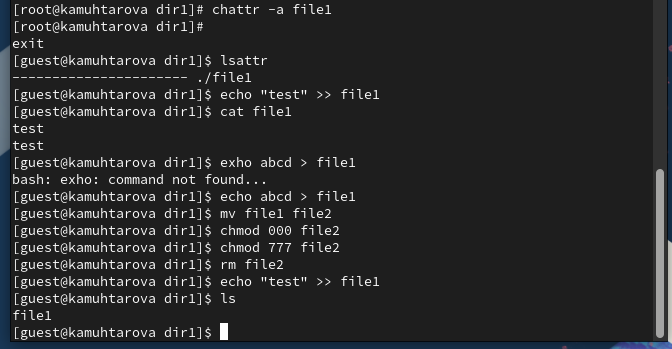 [root@kamuhtarova dir1]# chattr -a file1
[root@kamuhtarova dir1]#
exit
[guest@kamuhtarova dir1]$ lsattr
---------------------- ./file1
[guest@kamuhtarova dir1]$ echo "test" >> file1
[guest@kamuhtarova dir1]$ cat file1
test
test
[guest@kamuhtarova dir1]$ exho abcd > file1
bash: exho: command not found...
[guest@kamuhtarova dir1]$ echo abcd > file1
[guest@kamuhtarova dir1]$ mv file1 file2
[guest@kamuhtarova dir1]$ chmod 000 file2
[guest@kamuhtarova dir1]$ chmod 777 file2
[guest@kamuhtarova dir1]$ rm file2
[guest@kamuhtarova dir1]$ echo "test" >> file1
[guest@kamuhtarova dir1]$ ls
file1
[guest@kamuhtarova dir1]$